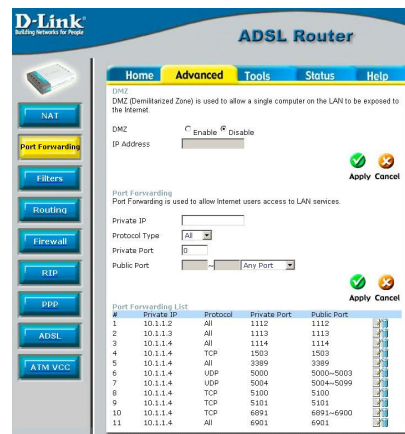 D-Link
Building Networks for People
ADSL Router
Home Advanced Tools Status Help
NAT
Port Forwarding
Filters
Routing
Firewall
RIP
PPP
ADSL
ATM VCC
DMZ
DMZ (Demilitarized Zone) is used to allow a single computer on the LAN to be exposed to
the Internet.
DMZ Enable Disable
IP Address
Apply Cancel
Port Forwarding
Port Forwarding is used to allow Internet users access to LAN services.
Private IP
Protocol Type All
Private Port 0
Public Port ~ Any Port
Apply Cancel
Port Forwarding List
# Private IP Protocol Private Port Public Port
1 10.1.1.2 All 1112 1112
2 10.1.1.3 All 1113 1113
3 10.1.1.4 All 1114 1114
4 10.1.1.4 TCP 1503 1503
5 10.1.1.4 All 3389 3389
6 10.1.1.4 UDP 5000 5000~5003
7 10.1.1.4 UDP 5004 5004~5099
8 10.1.1.4 TCP 5100 5100
9 10.1.1.4 TCP 5101 5101
10 10.1.1.4 TCP 6891 6891~6900
11 10.1.1.4 All 6901 6901